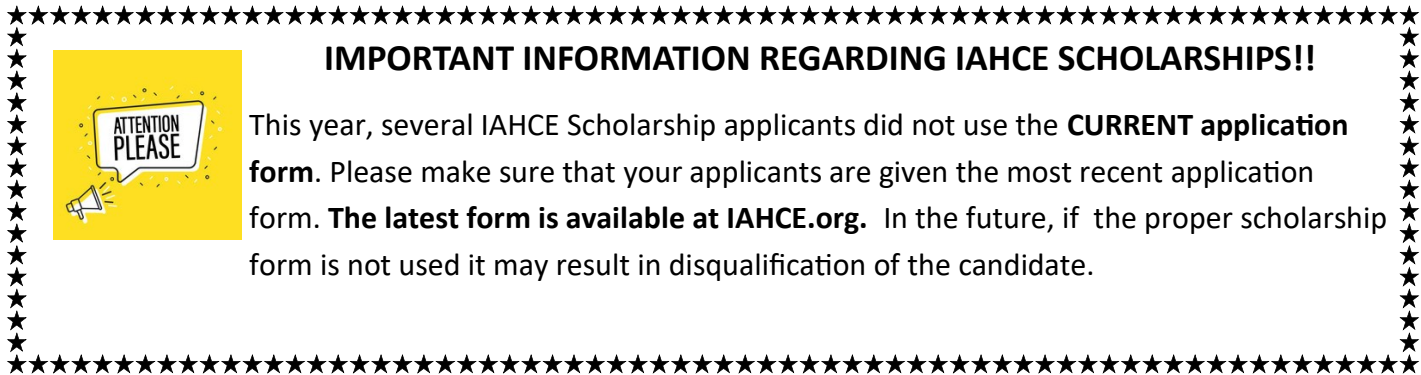 IMPORTANT INFORMATION REGARDING IAHCE SCHOLARSHIPS!!
ATTENTION
PLEASE
This year, several IAHCE Scholarship applicants did not use the CURRENT application
form. Please make sure that your applicants are given the most recent application
form. The latest form is available at IAHCE.org. In the future, if the proper scholarship
form is not used it may result in disqualification of the candidate.